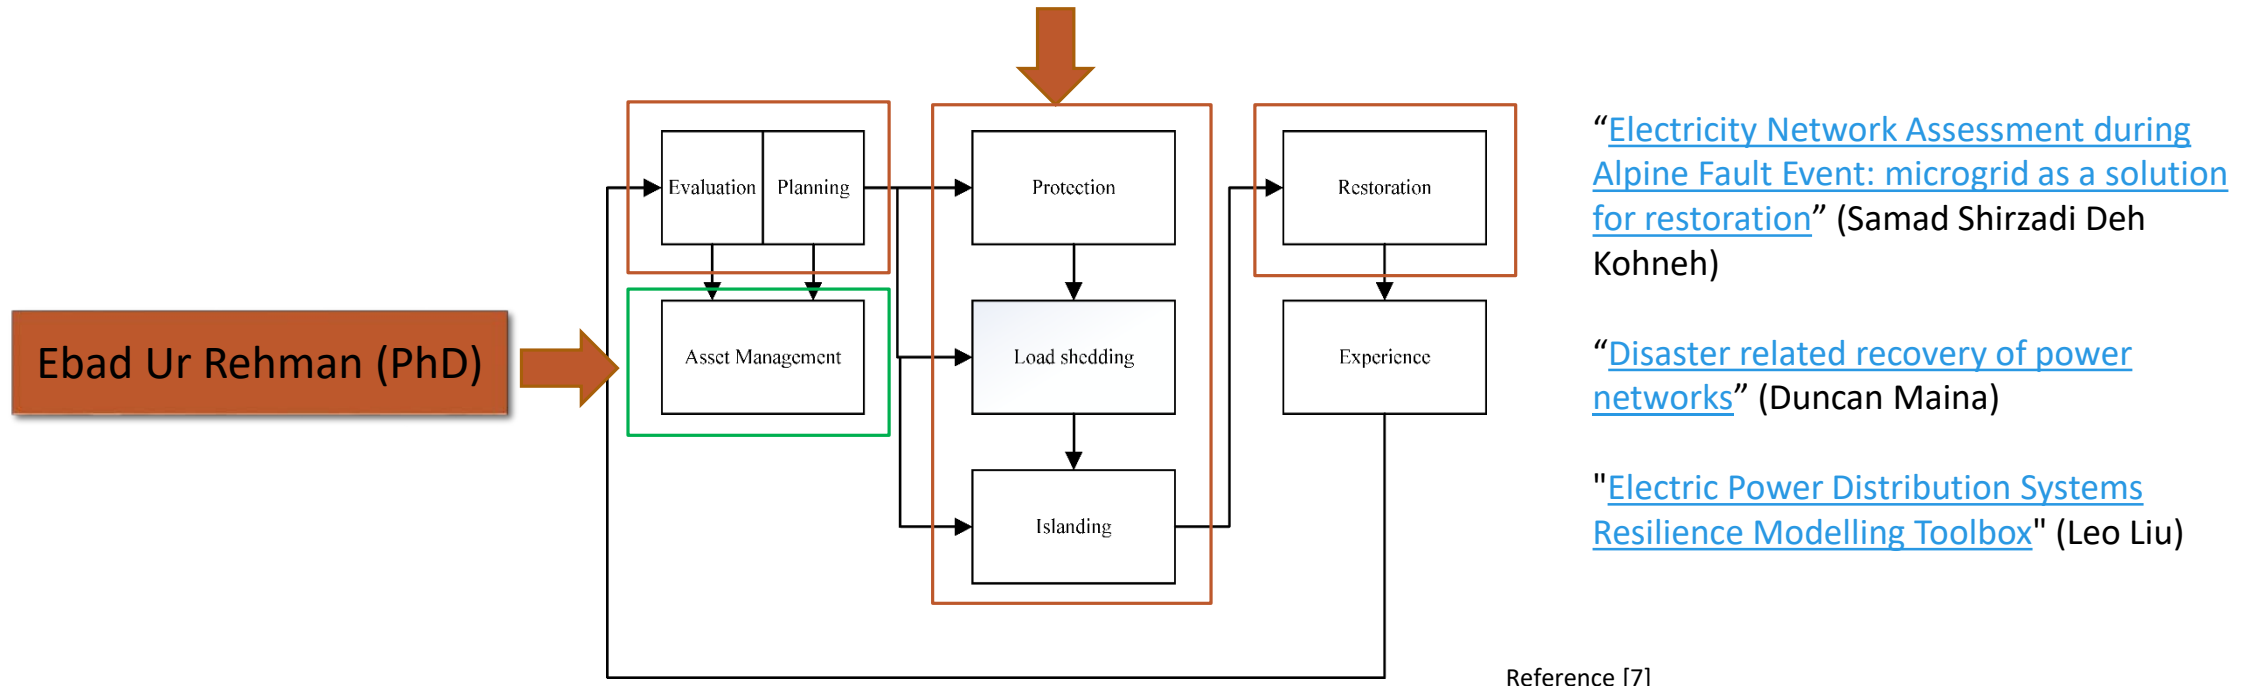 Evaluation
Planning
Protection
Restoration
Ebad Ur Rehman (PhD)
Asset Management
Load shedding
Experience
Islanding
“Electricity Network Assessment during
Alpine Fault Event: microgrid as a solution
for restoration” (Samad Shirzadi Deh
Kohneh)
“Disaster related recovery of power
networks” (Duncan Maina)
"Electric Power Distribution Systems
Resilience Modelling Toolbox" (Leo Liu)
Reference [7]